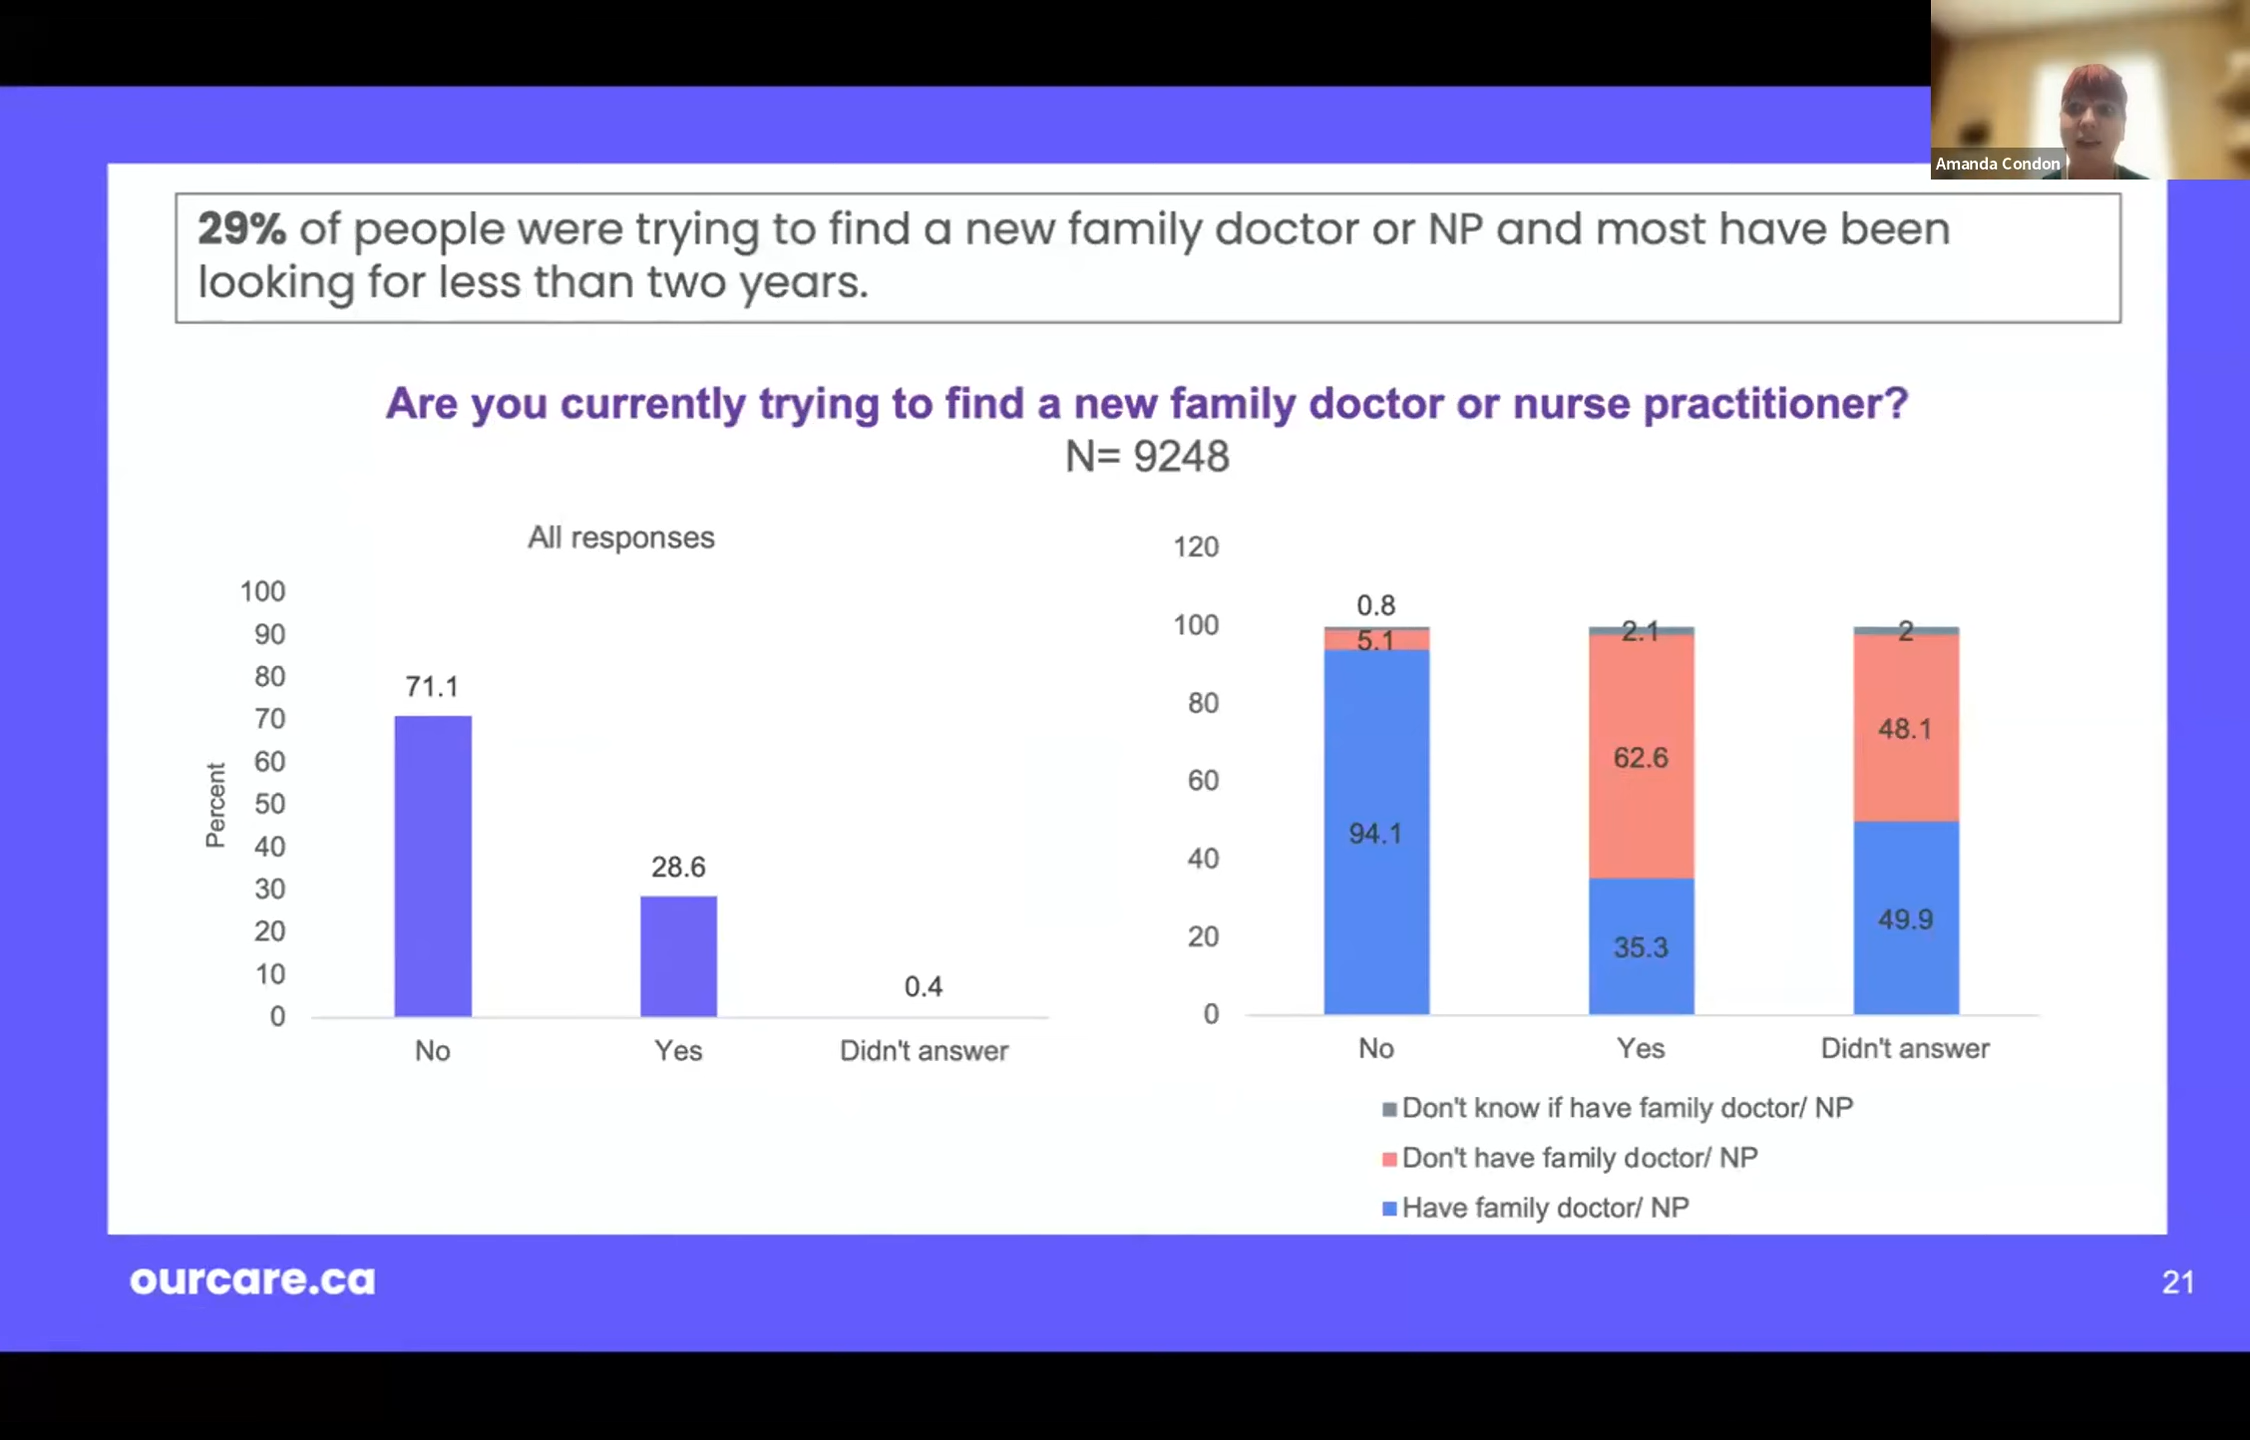 Amanda Condon
29% of people were trying to find a new family doctor or NP and most have been
looking for less than two years.
Are you currently trying to find a new family doctor or nurse practitioner?
N= 9248
All responses
Percent
100
90
80
70
60
50
40
30
20
10
0
71.1
28.6
0.4
No
Yes
Didn't answer
120
100
80
60
40
20
0
0.8
5.1
94.1
2.1
62.6
35.3
2
48.1
49.9
No
Yes
Didn't answer
Don't know if have family doctor/ NP
Don't have family doctor/ NP
Have family doctor/ NP
ourcare.ca
21